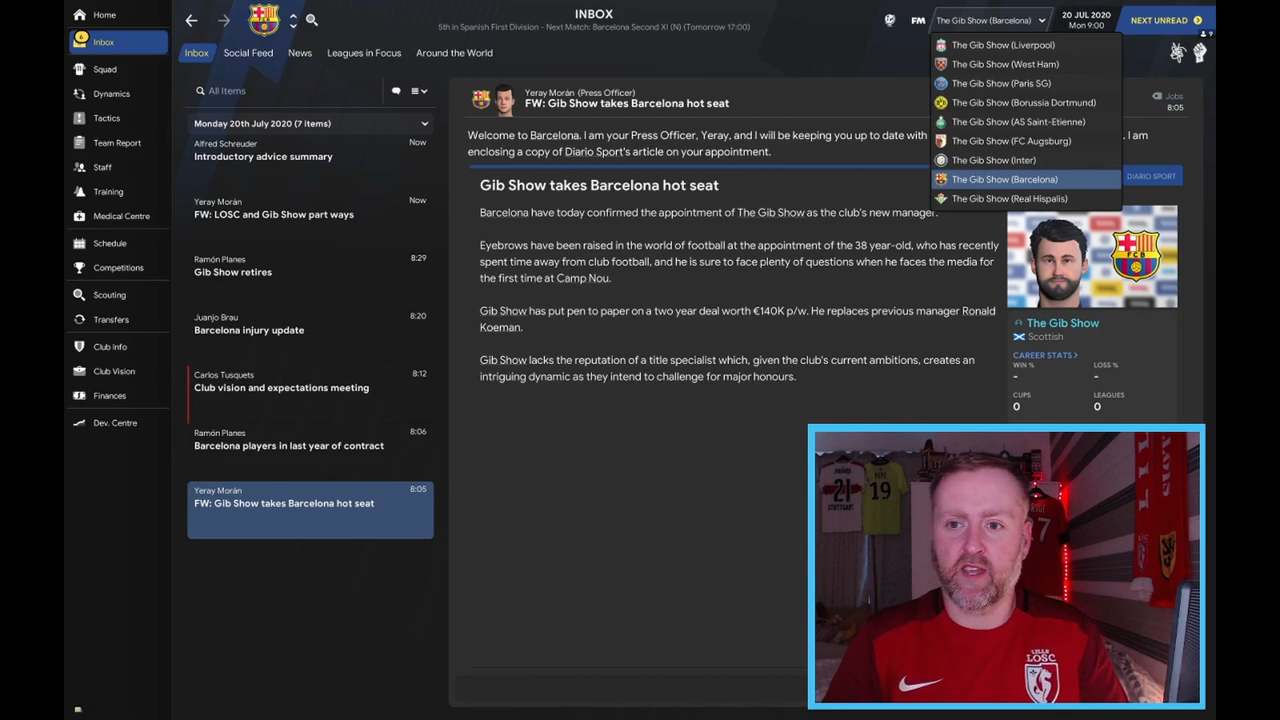 Home
Inbox
6
Squad
Dynamics
Tactics
Team Report
Staff
Training
Medical Centre
Schedule
Competitions
Scouting
Transfers
Club Info
Club Vision
Finances
Dev. Centre
INBOX
5th in Spanish First Division - Next Match: Barcelona Second XI (N) (Tomorrow 17:00)
FM
The Gib Show (Barcelona)
20 JUL 2020
Mon 9:00
NEXT UNREAD
9
Inbox
Social Feed
News
Leagues in Focus
Around the World
The Gib Show (Liverpool)
The Gib Show (West Ham)
The Gib Show (Paris SG)
The Gib Show (Borussia Dortmund)
The Gib Show (AS Saint-Etienne)
The Gib Show (FC Augsburg)
The Gib Show (Inter)
The Gib Show (Barcelona)
The Gib Show (Real Hispalis)
All Items
Monday 20th July 2020 (7 items)
Alfred Schreuder Now
Introductory advice summary
Yeray Morán Now
FW: LOSC and Gib Show part ways
Ramón Planes 8:29
Gib Show retires
Juanjo Brau 8:20
Barcelona injury update
Carlos Tusquets 8:12
Club vision and expectations meeting
Ramón Planes 8:06
Barcelona players in last year of contract
Yeray Morán 8:05
FW: Gib Show takes Barcelona hot seat
Yeray Morán (Press Officer)
FW: Gib Show takes Barcelona hot seat
Jobs
8:05
Welcome to Barcelona. I am your Press Officer, Yeray, and I will be keeping you up to date with I am
enclosing a copy of Diario Sport's article on your appointment.
DIARIO SPORT
Gib Show takes Barcelona hot seat
Barcelona have today confirmed the appointment of The Gib Show as the club's new manager.
Eyebrows have been raised in the world of football at the appointment of the 38 year-old, who has recently
spent time away from club football, and he is sure to face plenty of questions when he faces the media for
the first time at Camp Nou.
Gib Show has put pen to paper on a two year deal worth €140K p/w. He replaces previous manager Ronald
Koeman.
Gib Show lacks the reputation of a title specialist which, given the club's current ambitions, creates an
intriguing dynamic as they intend to challenge for major honours.
FCB
The Gib Show
Scottish
CAREER STATS >
WIN % LOSS %
- -
CUPS LEAGUES
0 0
21
STUTTGART
19
7
LILLE
LOSC